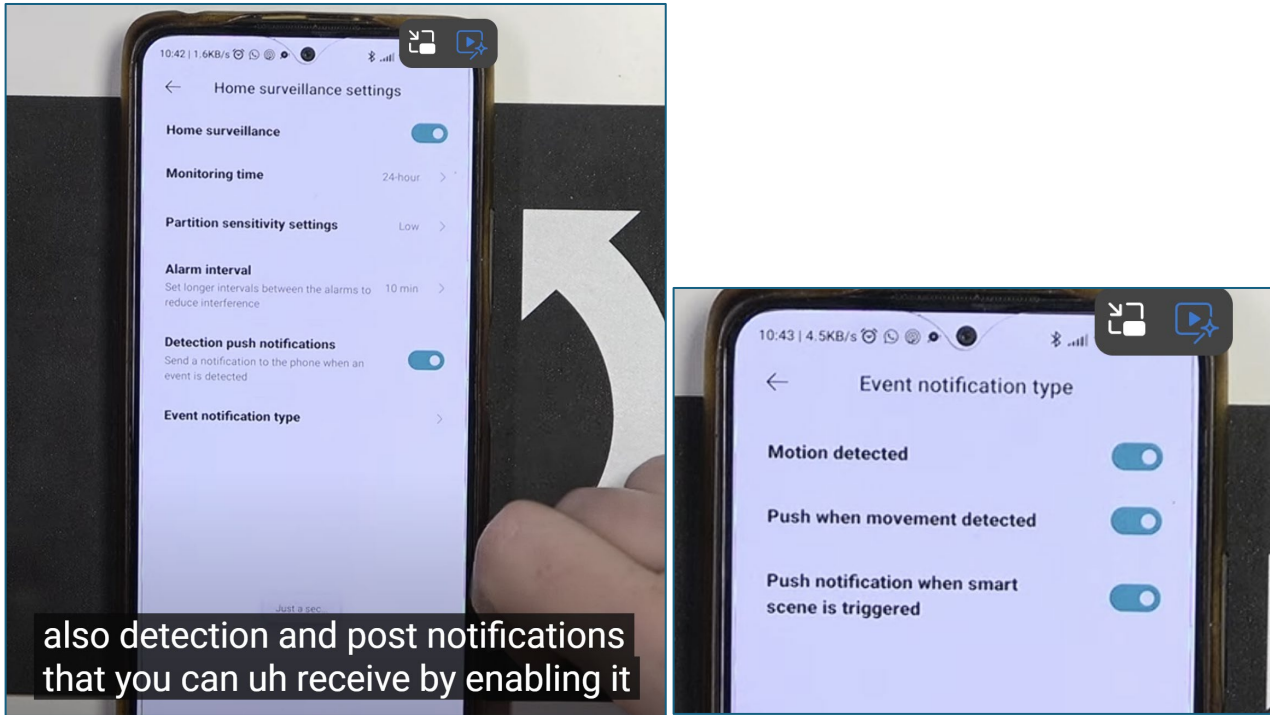 10:42 | 1.6KB/s
Home surveillance settings
Home surveillance
Monitoring time
24-hour
Partition sensitivity settings
Low
Alarm interval
Set longer intervals between the alarms to
reduce interference
10 min
Detection push notifications
Send a notification to the phone when an
event is detected
Event notification type
Just a sec...
also detection and post notifications
that you can uh receive by enabling it
10:43 | 4.5KB/s
Event notification type
Motion detected
Push when movement detected
Push notification when smart
scene is triggered